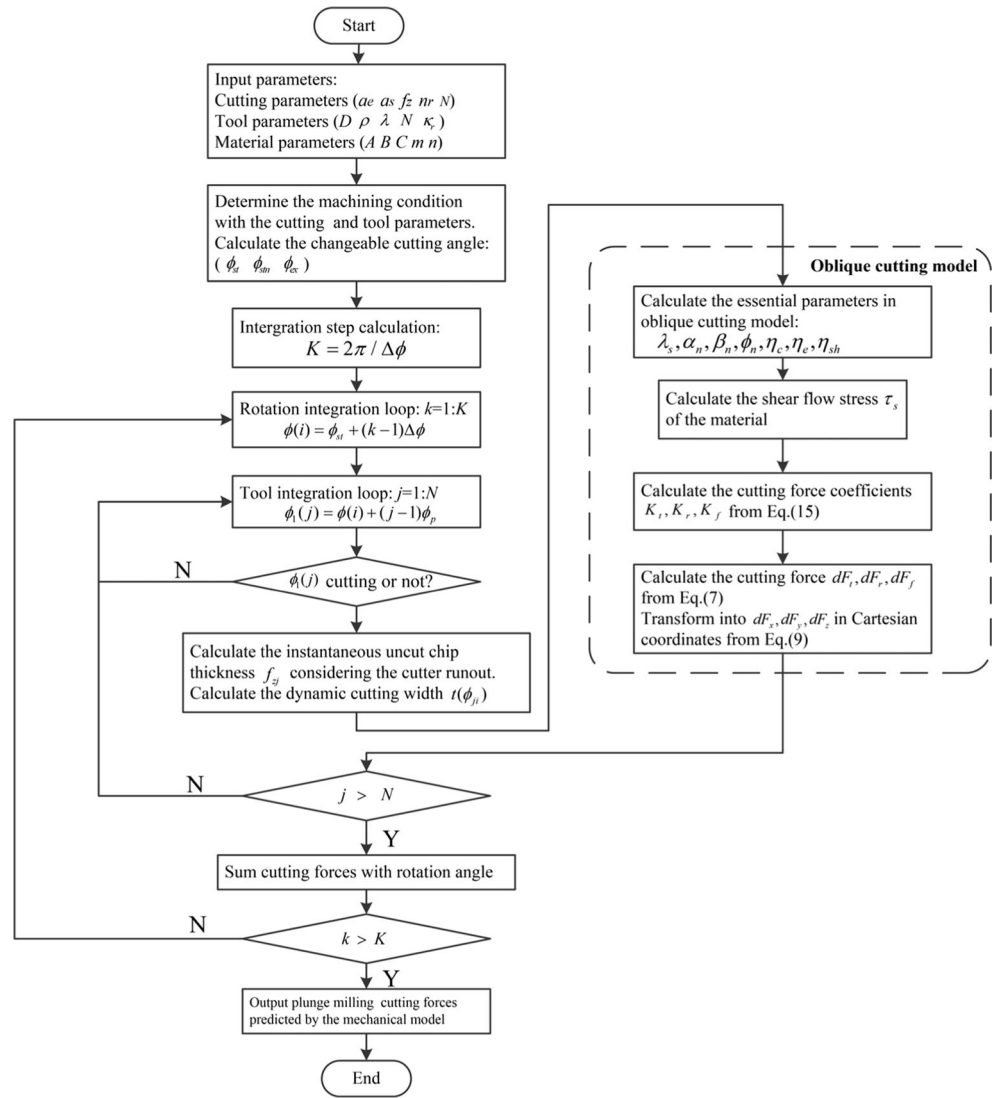 Start
Input parameters:
Cutting parameters (ae as fz nr N)
Tool parameters (D ρ λ N κr)
Material parameters (A B C m n)
Determine the machining condition
with the cutting and tool parameters.
Calculate the changeable cutting angle:
( ϕst ϕstn ϕex )
Intergration step calculation:
K = 2π / Δϕ
Rotation integration loop: k=1:K
ϕ(i) = ϕst + (k−1)Δϕ
Tool integration loop: j=1:N
ϕ1(j) = ϕ(i) + (j−1)ϕp
N
ϕ1(j) cutting or not?
Calculate the instantaneous uncut chip
thickness fzj considering the cutter runout.
Calculate the dynamic cutting width t(ϕji)
Oblique cutting model
Calculate the essential parameters in
oblique cutting model:
λs,αn,βn,ϕn,ηc,ηe,ηsh
Calculate the shear flow stress τs
of the material
Calculate the cutting force coefficients
Kt,Kr,Kf from Eq.(15)
Calculate the cutting force dFt,dFr,dFf
from Eq.(7)
Transform into dFx,dFy,dFz in Cartesian
coordinates from Eq.(9)
N
j > N
Y
Sum cutting forces with rotation angle
N
k > K
Y
Output plunge milling cutting forces
predicted by the mechanical model
End